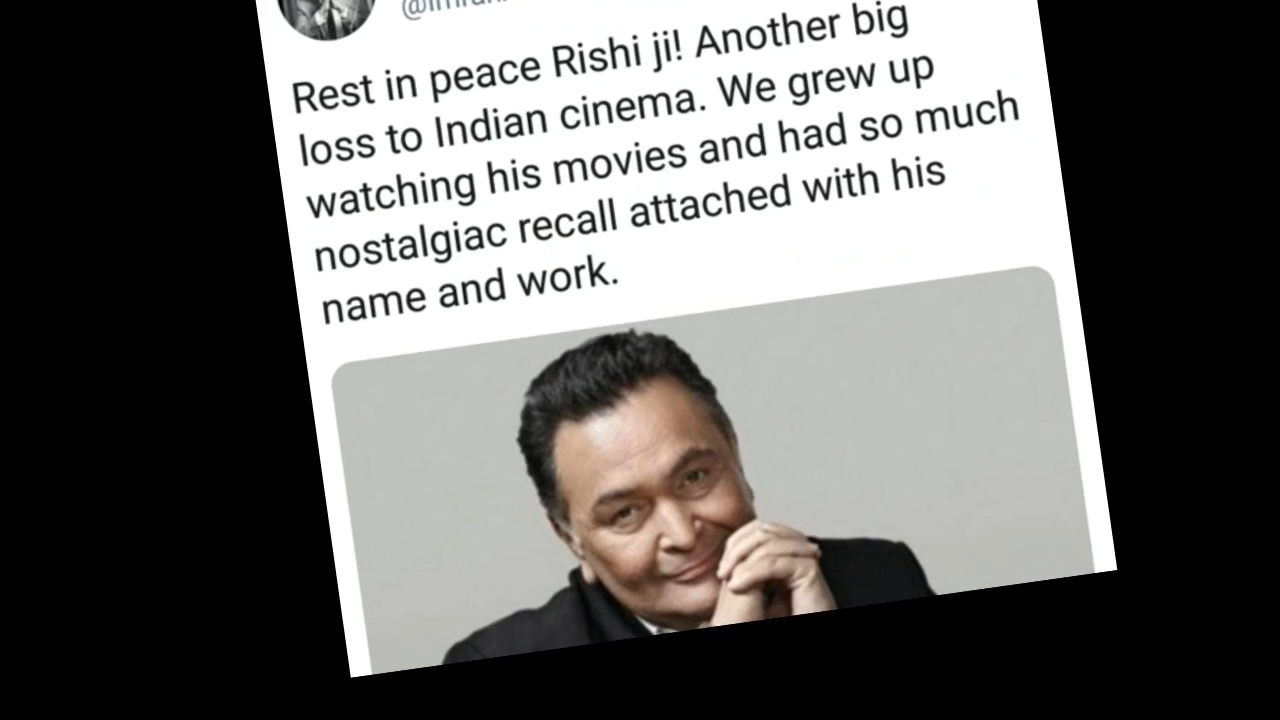 Rest in peace Rishi ji! Another big
loss to Indian cinema. We grew up
watching his movies and had so much
nostalgiac recall attached with his
name and work.